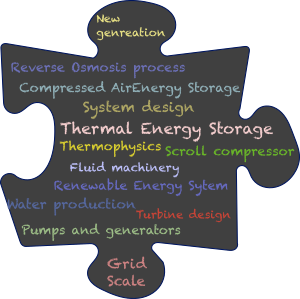 New
genreation
Reverse Osmosis process
Compressed AirEnergy Storage
System design
Thermal Energy Storage
Thermophysics
Scroll compressor
Fluid machinery
Renewable Energy Sytem
Water production
Turbine design
Pumps and generators
Grid
Scale